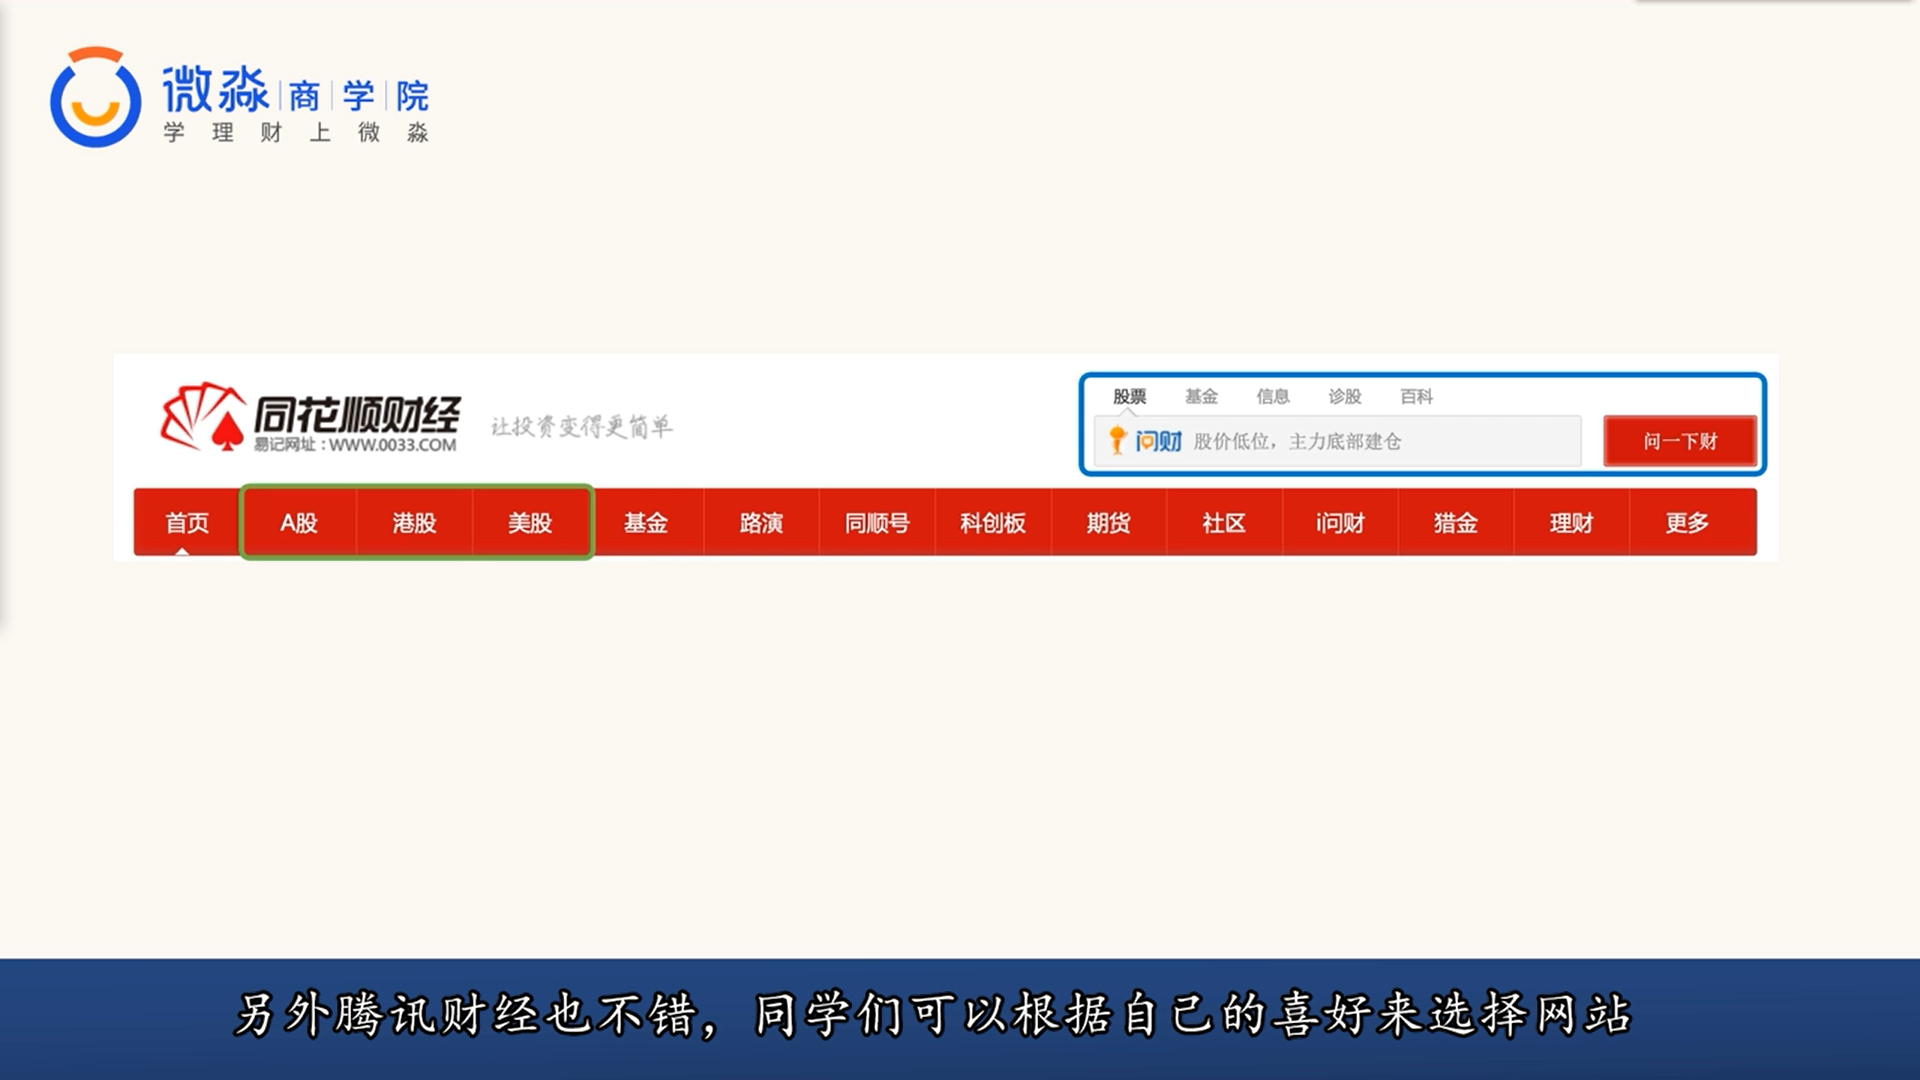 微淼 商 学 院
学 理 财 上 微 淼
同花顺财经
易记网址：WWW.0033.COM
让投资变得更简单
股票 基金 信息 诊股 百科
问财 股价低位，主力底部建仓
问一下财
首页 A股 港股 美股 基金 路演 同顺号 科创板 期货 社区 i问财 猎金 理财 更多
另外腾讯财经也不错，同学们可以根据自己的喜好来选择网站